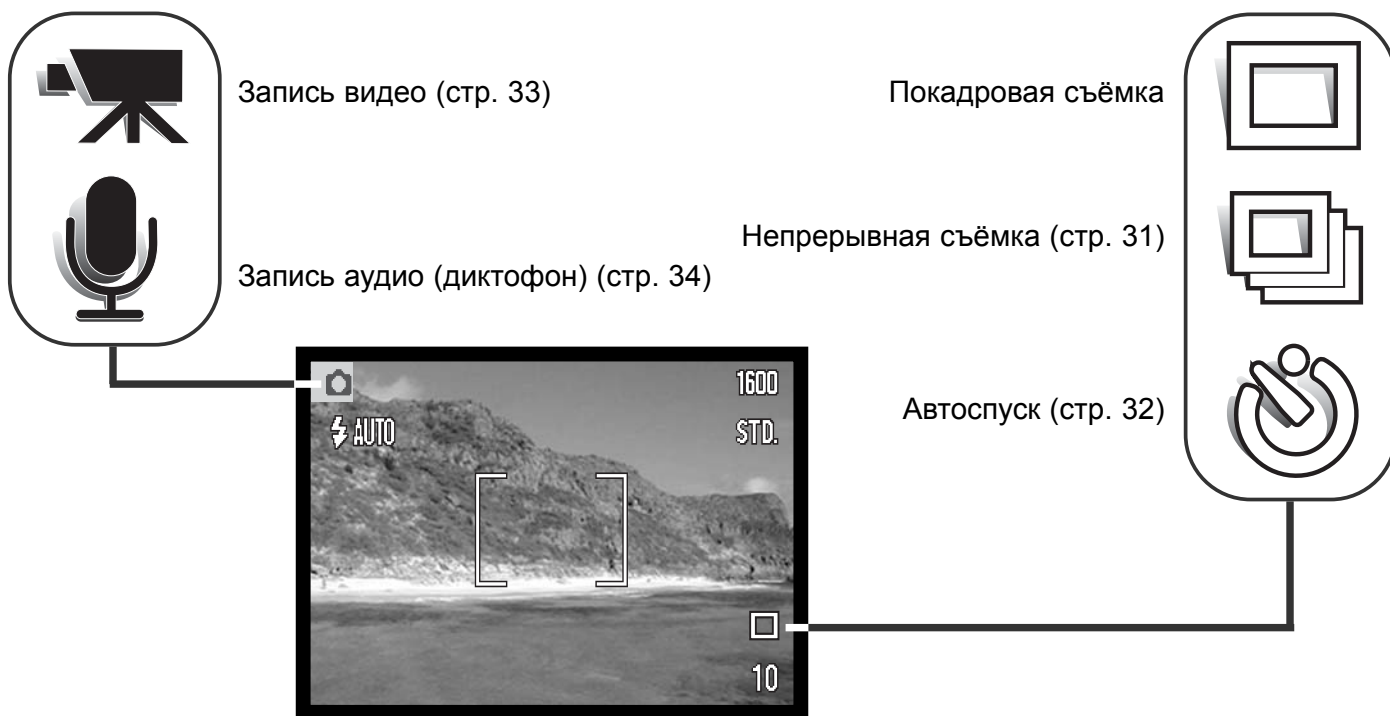 Запись видео (стр. 33)
Покадровая съёмка
Непрерывная съёмка (стр. 31)
Запись аудио (диктофон) (стр. 34)
1600
AUTO
STD.
Автоспуск (стр. 32)
10